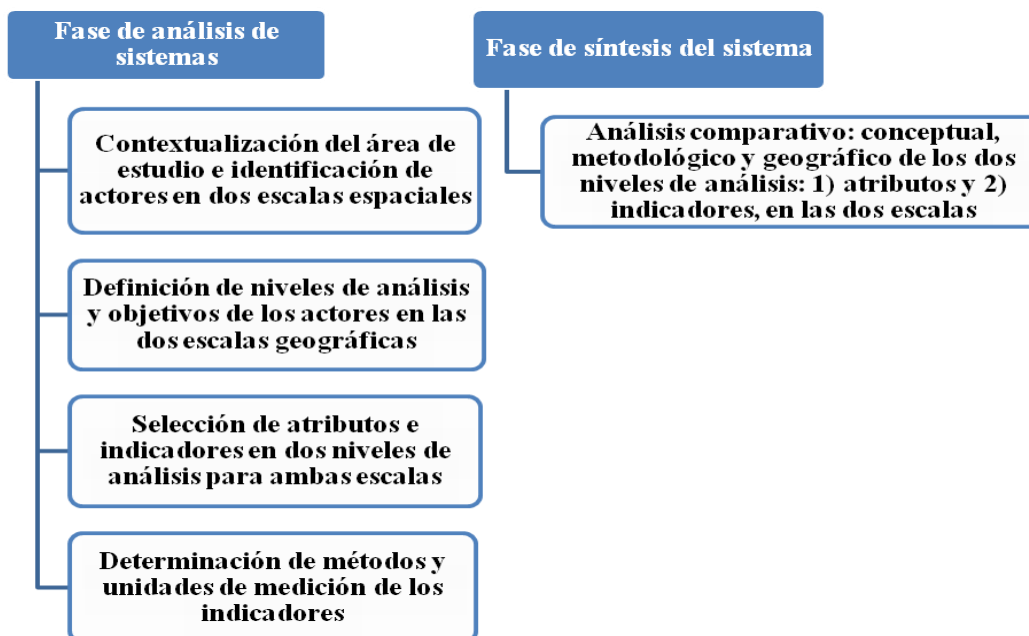 Fase de análisis de
sistemas
Contextualización del área de
estudio e identificación de
actores en dos escalas espaciales
Definición de niveles de análisis
y objetivos de los actores en las
dos escalas geográficas
Selección de atributos e
indicadores en dos niveles de
análisis para ambas escalas
Determinación de métodos y
unidades de medición de los
indicadores
Fase de síntesis del sistema
Análisis comparativo: conceptual,
metodológico y geográfico de los dos
niveles de análisis: 1) atributos y 2)
indicadores, en las dos escalas